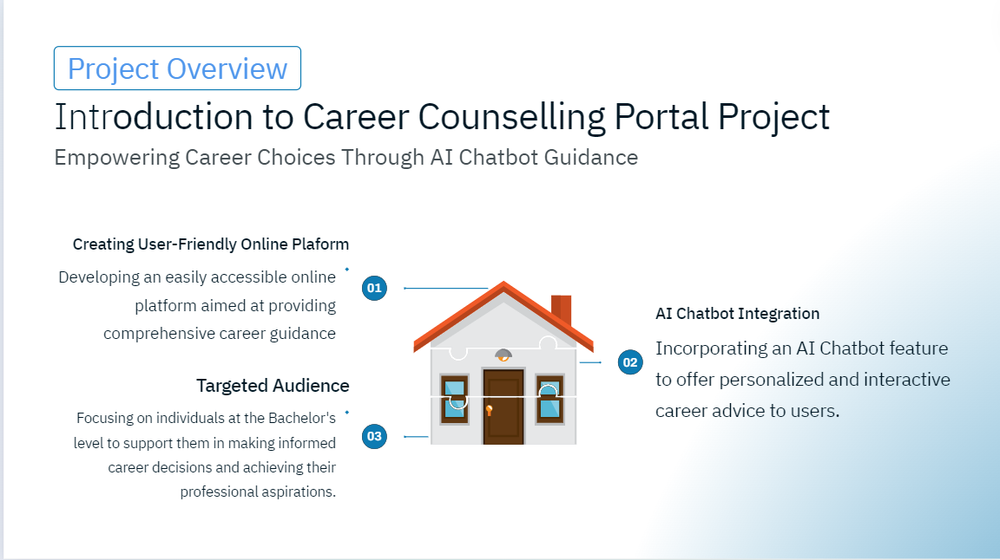 Project Overview
Introduction to Career Counselling Portal Project
Empowering Career Choices Through AI Chatbot Guidance
Creating User-Friendly Online Plaform
Developing an easily accessible online
platform aimed at providing
comprehensive career guidance
01
AI Chatbot Integration
Incorporating an AI Chatbot feature
to offer personalized and interactive
career advice to users.
02
Targeted Audience
Focusing on individuals at the Bachelor's
level to support them in making informed
career decisions and achieving their
professional aspirations.
03